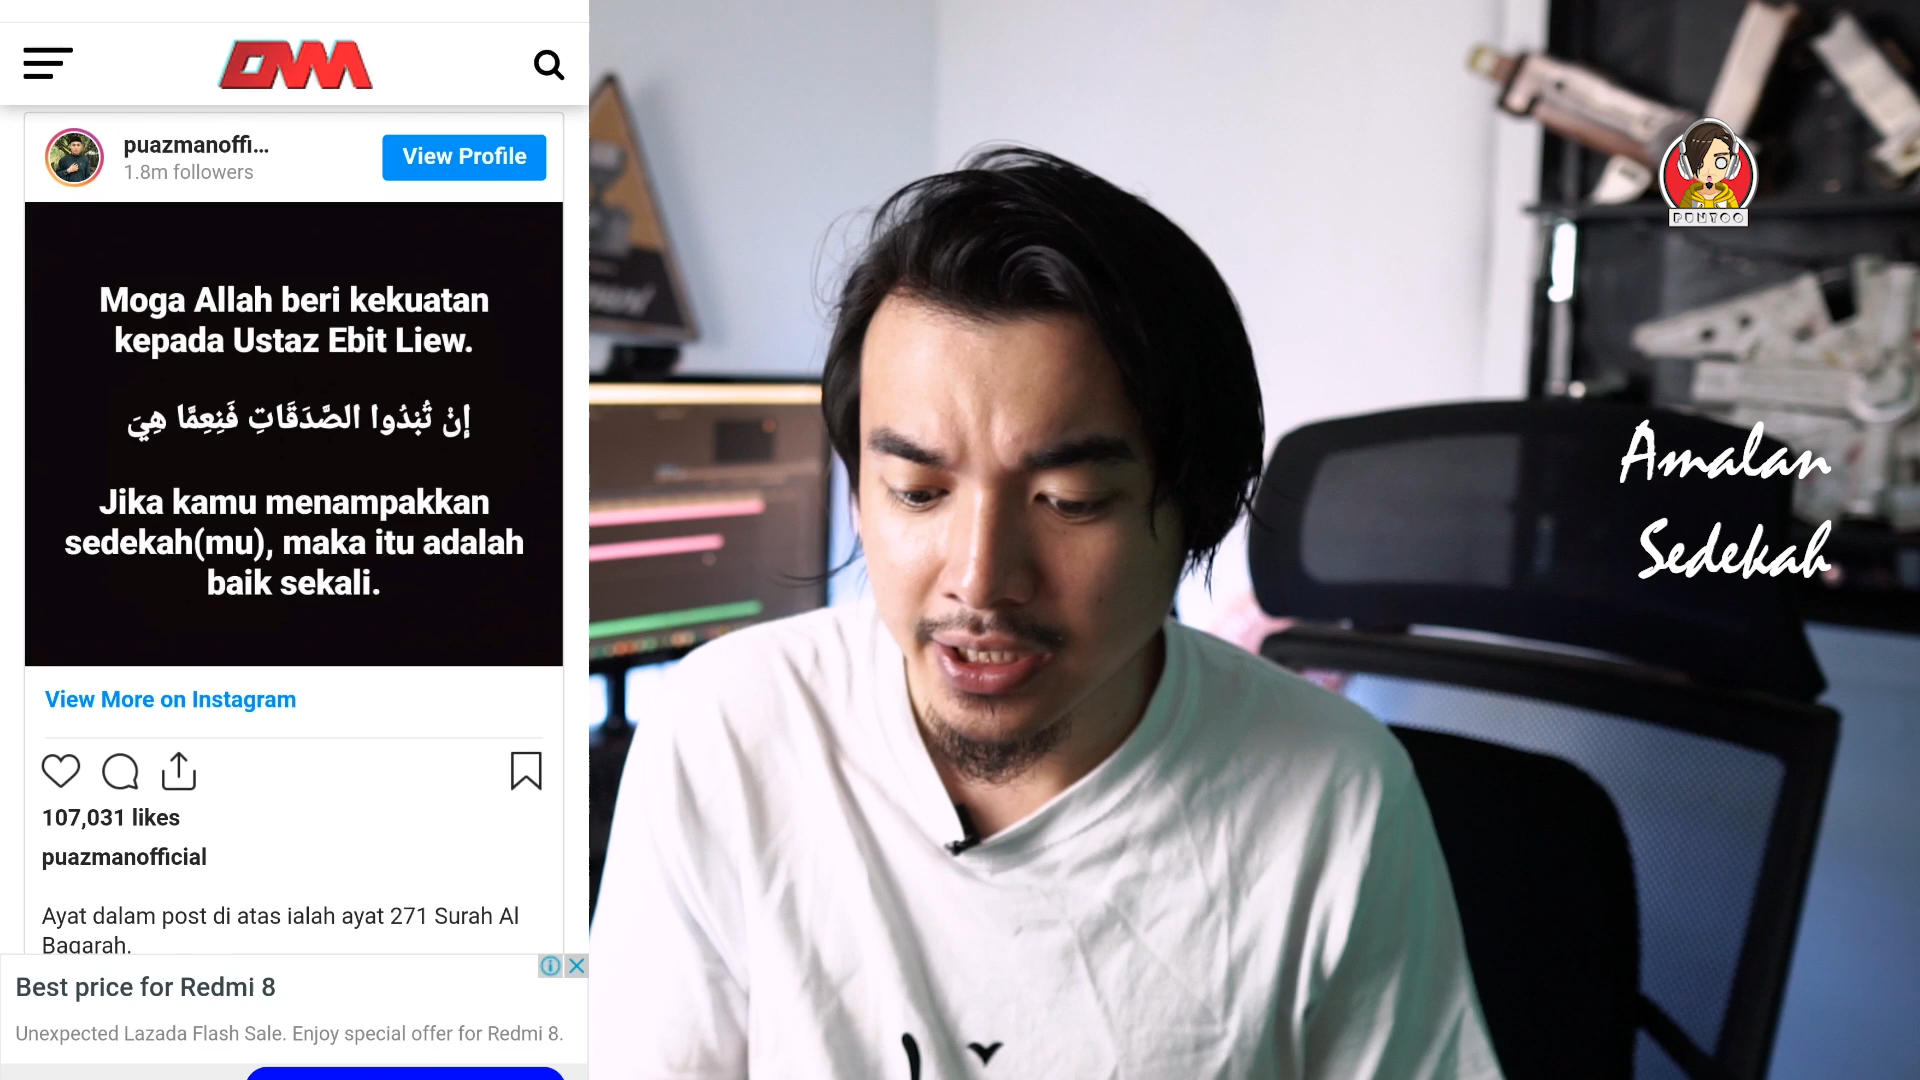 OMM
puazmanoffi...
1.8m followers
View Profile
Moga Allah beri kekuatan
kepada Ustaz Ebit Liew.
إِنْ تُبْدُوا الصَّدَقَاتِ فَنِعِمَّا هِيَ
Jika kamu menampakkan
sedekah(mu), maka itu adalah
baik sekali.
View More on Instagram
107,031 likes
puazmanofficial
Ayat dalam post di atas ialah ayat 271 Surah Al
Baqarah.
Best price for Redmi 8
Unexpected Lazada Flash Sale. Enjoy special offer for Redmi 8.
PUNYOO
Amalan
Sedekah